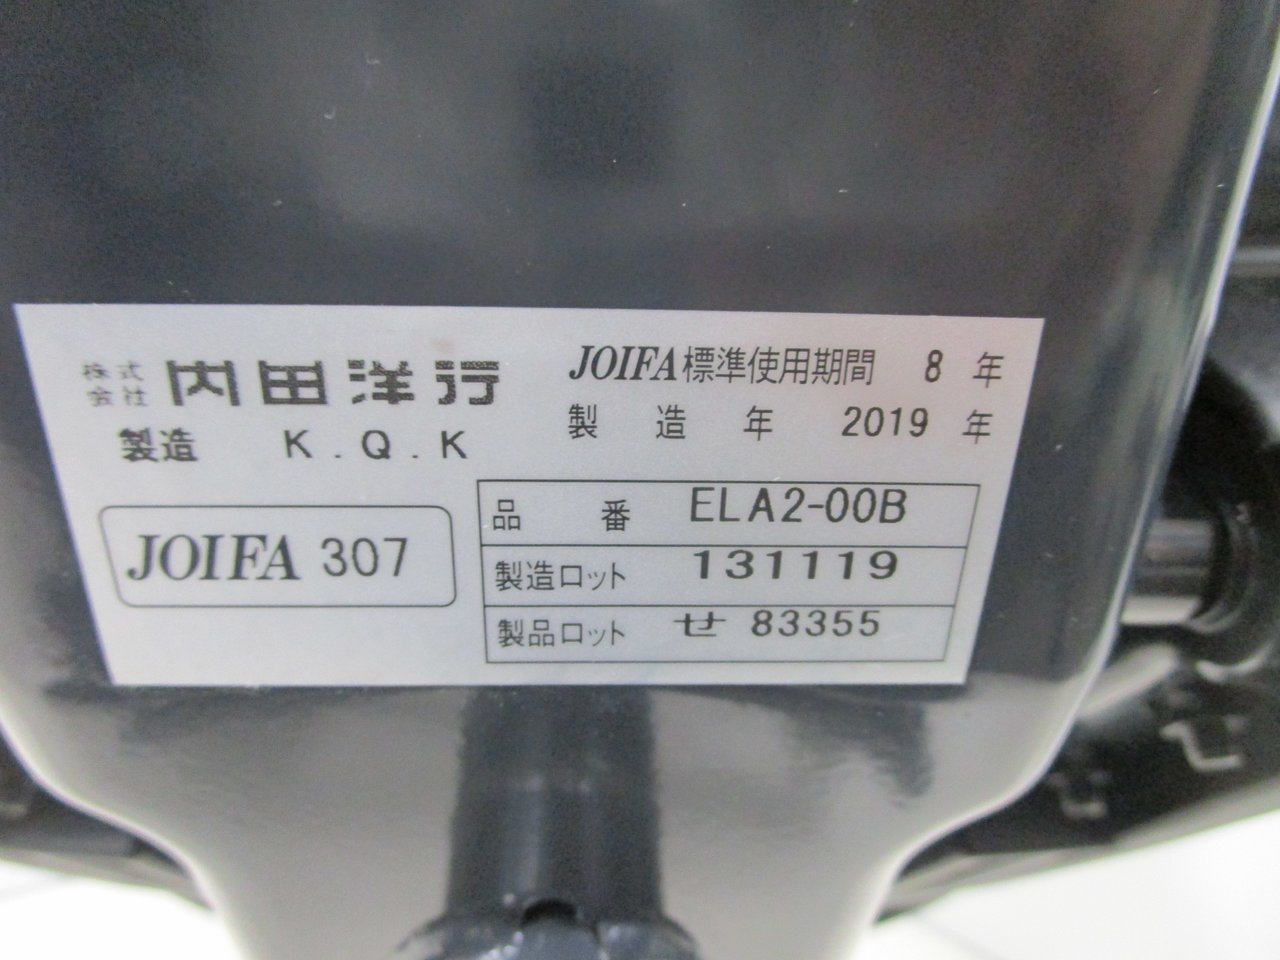 株式会社 内田洋行
製造 K.Q.K
JOIFA 307
JOIFA標準使用期間 8 年
製造年 2019 年
品番 ELA2-00B
製造ロット 131119
製品ロット せ 83355